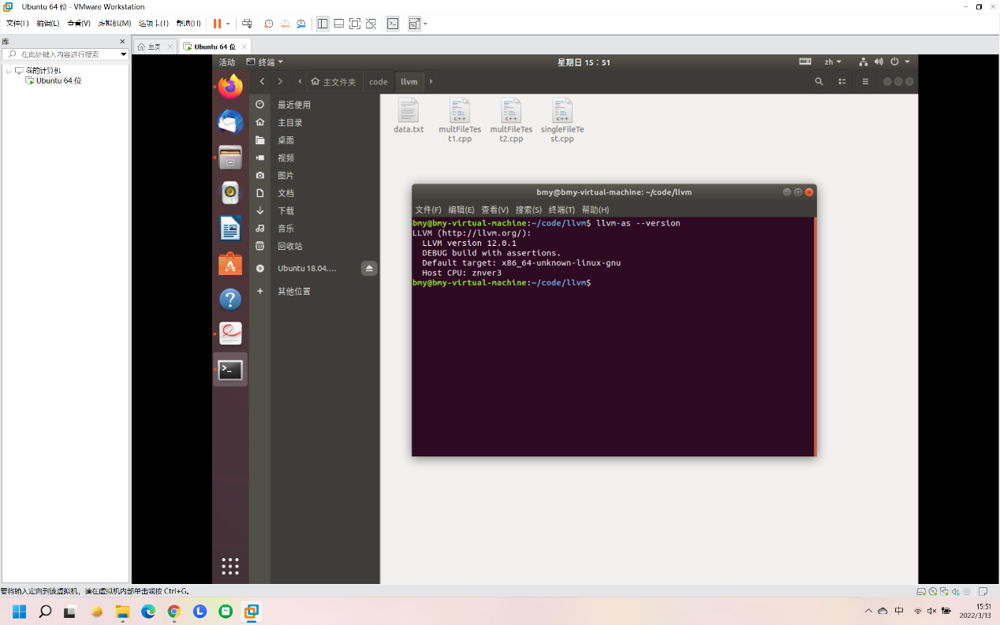 Ubuntu 64 位 - VMware Workstation
文件(F) 编辑(E) 查看(V) 虚拟机(M) 选项卡(T) 帮助(H)
库
在此处键入内容进行搜索
我的计算机
Ubuntu 64 位
主页
Ubuntu 64 位
活动
终端
星期日 15：51
zh
主文件夹
code
llvm
最近使用
主目录
桌面
视频
图片
文档
下载
音乐
回收站
Ubuntu 18.04....
其他位置
data.txt
multFileTes
t1.cpp
multFileTes
t2.cpp
singleFileTe
st.cpp
bmy@bmy-virtual-machine: ~/code/llvm
文件(F) 编辑(E) 查看(V) 搜索(S) 终端(T) 帮助(H)
bmy@bmy-virtual-machine:~/code/llvm$ llvm-as --version
LLVM (http://llvm.org/):
  LLVM version 12.0.1
  DEBUG build with assertions.
  Default target: x86_64-unknown-linux-gnu
  Host CPU: znver3
bmy@bmy-virtual-machine:~/code/llvm$
要将输入定向到该虚拟机，请在虚拟机内部单击或按 Ctrl+G。
中
15:51
2022/3/13